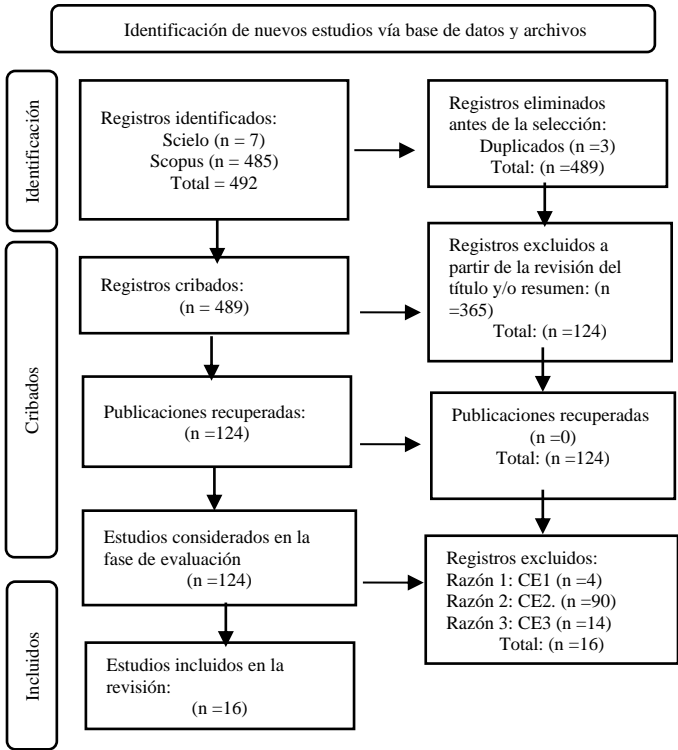 Identificación de nuevos estudios vía base de datos y archivos
Identificación
Registros identificados:
Scielo (n = 7)
Scopus (n = 485)
Total = 492
Registros eliminados
antes de la selección:
Duplicados (n =3)
Total: (n =489)
Cribados
Registros cribados:
(n = 489)
Registros excluidos a
partir de la revisión del
título y/o resumen: (n
=365)
Total: (n =124)
Publicaciones recuperadas:
(n =124)
Publicaciones recuperadas
(n =0)
Total: (n =124)
Estudios considerados en la
fase de evaluación
(n =124)
Registros excluidos:
Razón 1: CE1 (n =4)
Razón 2: CE2. (n =90)
Razón 3: CE3 (n =14)
Total: (n =16)
Incluidos
Estudios incluidos en la
revisión:
(n =16)